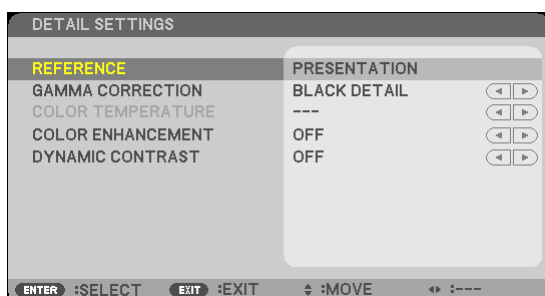 DETAIL SETTINGS
REFERENCE PRESENTATION
GAMMA CORRECTION BLACK DETAIL
COLOR TEMPERATURE ---
COLOR ENHANCEMENT OFF
DYNAMIC CONTRAST OFF
ENTER :SELECT EXIT :EXIT :MOVE :---